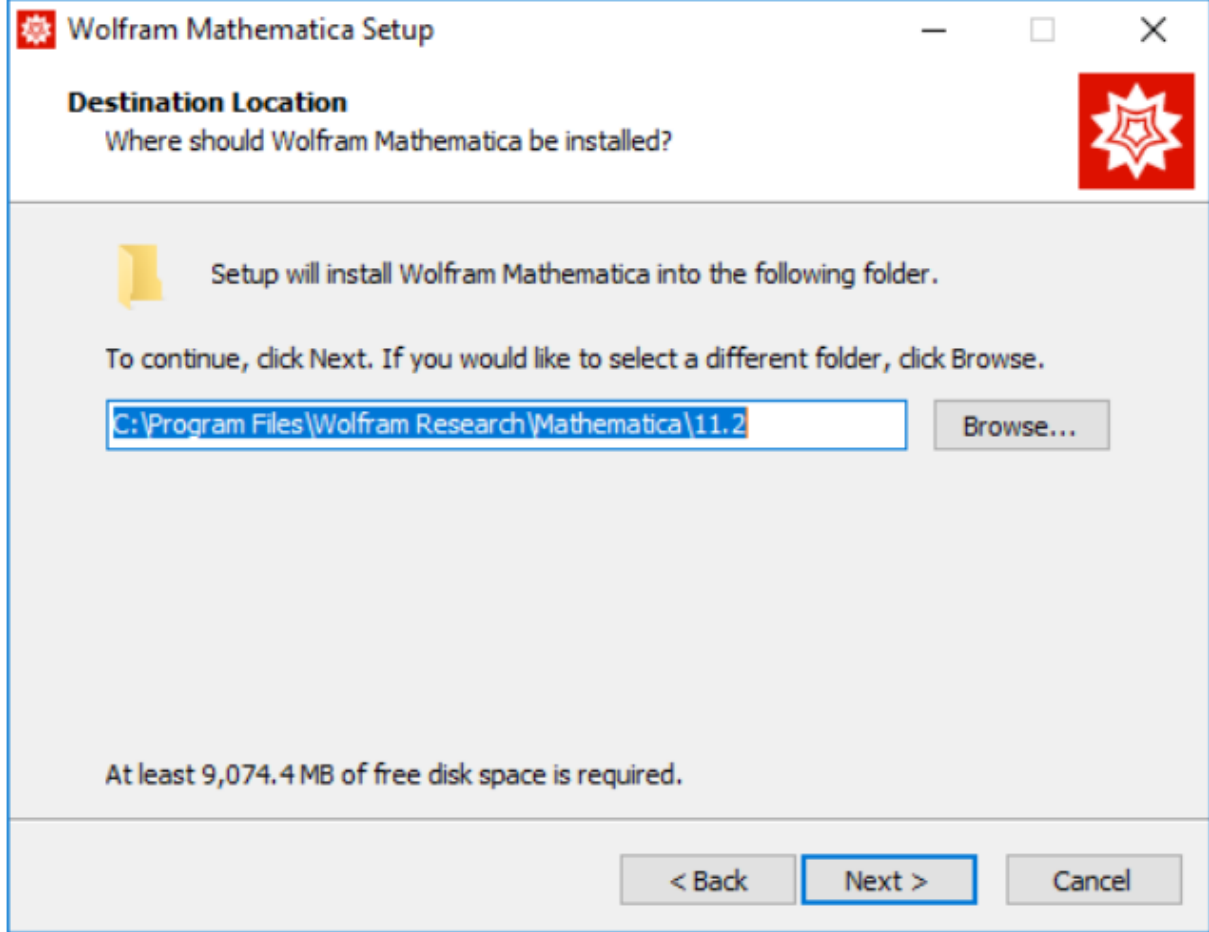 Wolfram Mathematica Setup
Destination Location
Where should Wolfram Mathematica be installed?
Setup will install Wolfram Mathematica into the following folder.
To continue, click Next. If you would like to select a different folder, click Browse.
C:\Program Files\Wolfram Research\Mathematica\11.2
Browse...
At least 9,074.4 MB of free disk space is required.
< Back
Next >
Cancel